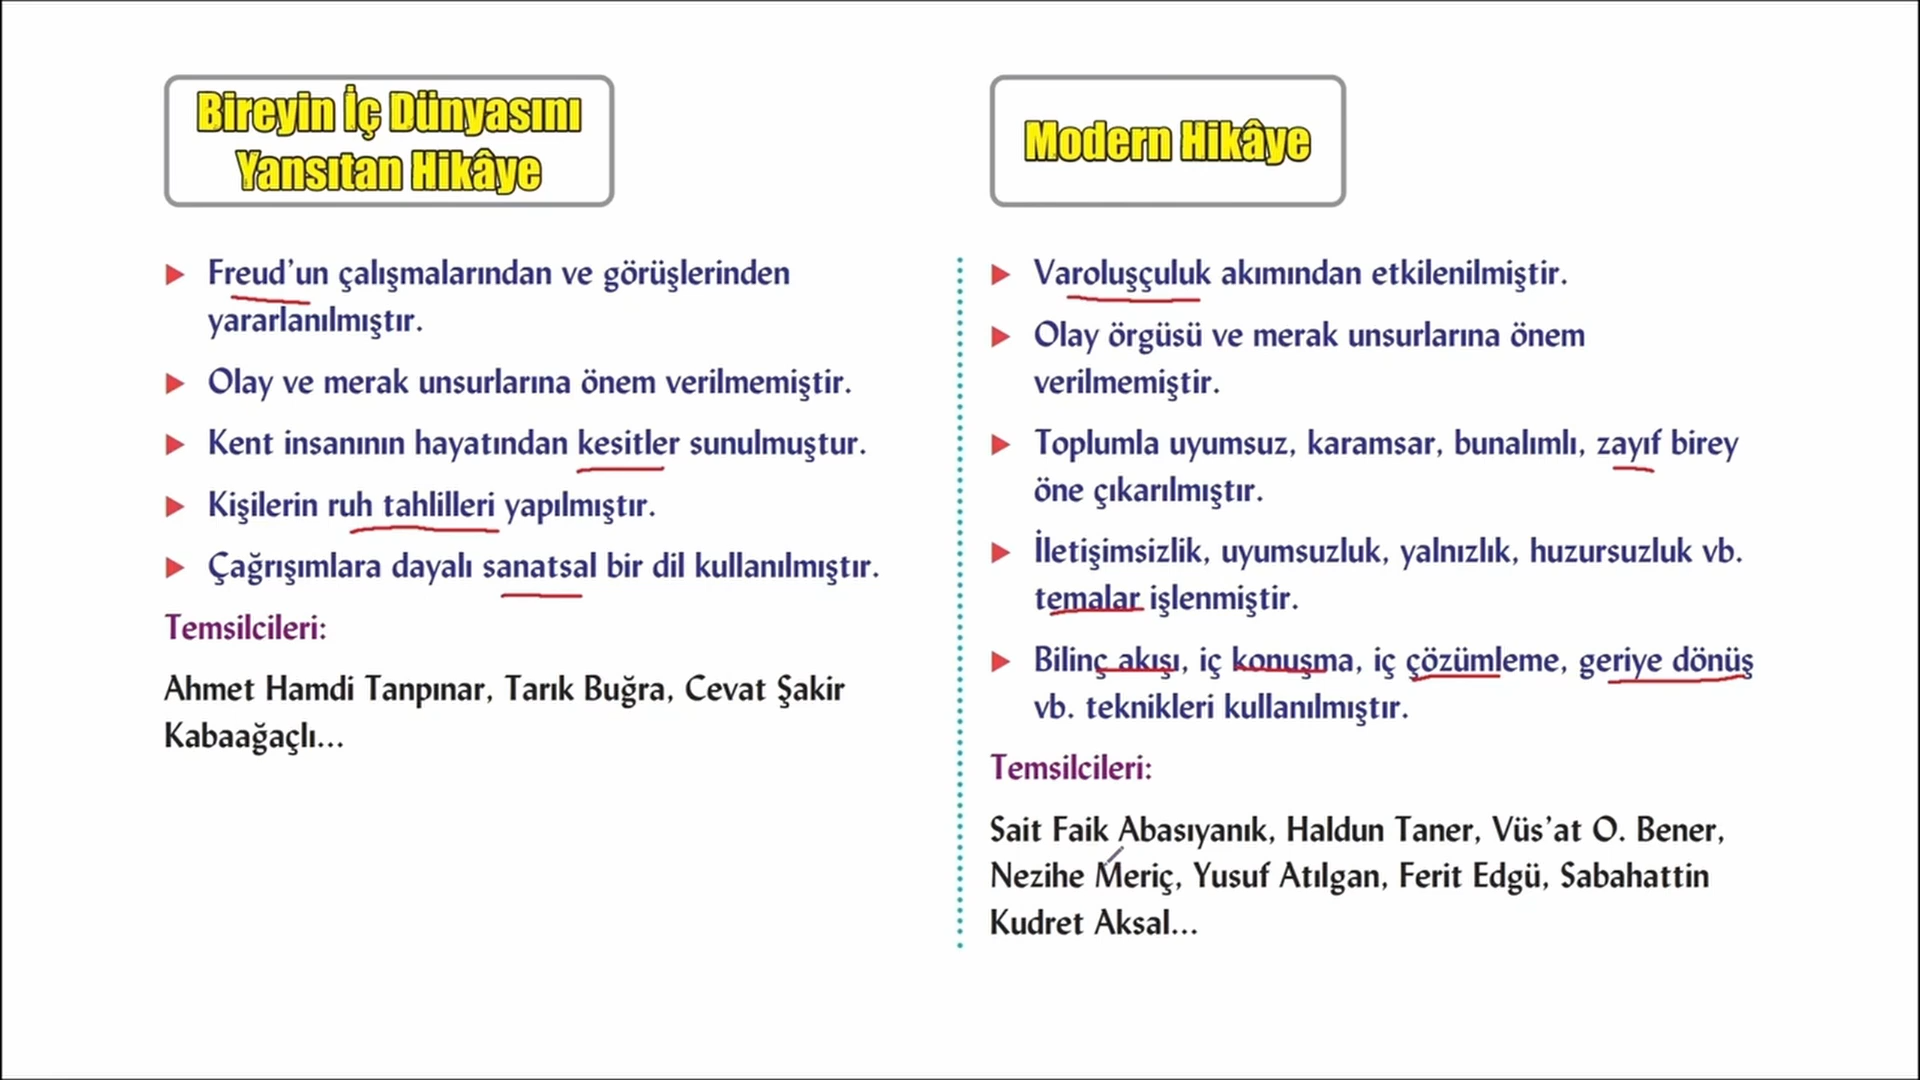 Bireyin İç Dünyasını
Yansıtan Hikâye
Freud'un çalışmalarından ve görüşlerinden
yararlanılmıştır.
Olay ve merak unsurlarına önem verilmemiştir.
Kent insanının hayatından kesitler sunulmuştur.
Kişilerin ruh tahlilleri yapılmıştır.
Çağrışımlara dayalı sanatsal bir dil kullanılmıştır.
Temsilcileri:
Ahmet Hamdi Tanpınar, Tarık Buğra, Cevat Şakir
Kabaağaçlı...
Modern Hikâye
Varoluşçuluk akımından etkilenilmiştir.
Olay örgüsü ve merak unsurlarına önem
verilmemiştir.
Toplumla uyumsuz, karamsar, bunalımlı, zayıf birey
öne çıkarılmıştır.
İletişimsizlik, uyumsuzluk, yalnızlık, huzursuzluk vb.
temalar işlenmiştir.
Bilinç akışı, iç konuşma, iç çözümleme, geriye dönüş
vb. teknikleri kullanılmıştır.
Temsilcileri:
Sait Faik Abasıyanık, Haldun Taner, Vüs'at O. Bener,
Nezihe Meriç, Yusuf Atılgan, Ferit Edgü, Sabahattin
Kudret Aksal...